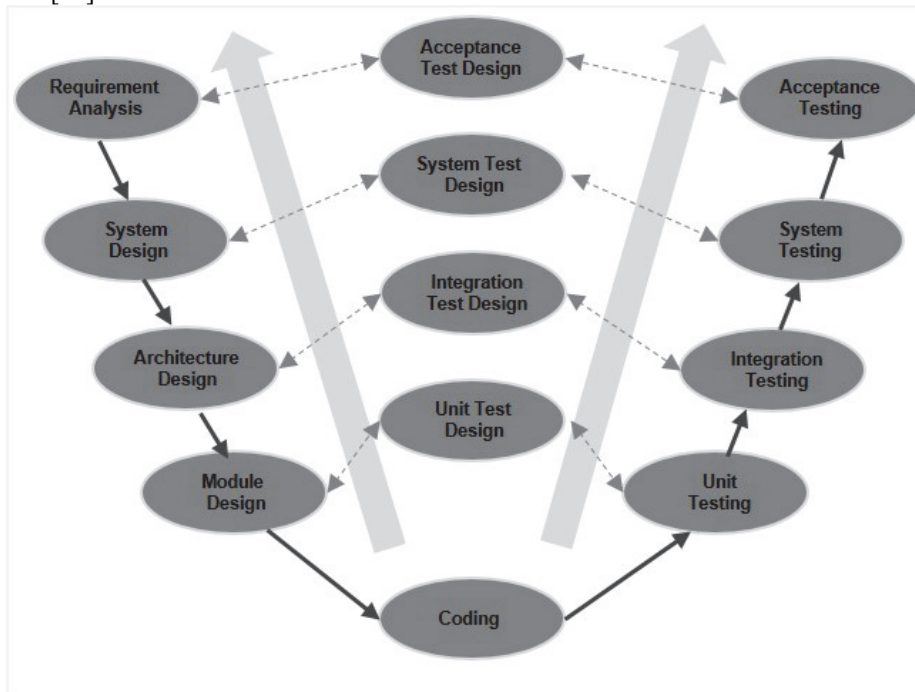 Acceptance
Test Design
Requirement
Analysis
Acceptance
Testing
System Test
Design
System
Design
System
Testing
Integration
Test Design
Architecture
Design
Integration
Testing
Unit Test
Design
Module
Design
Unit
Testing
Coding